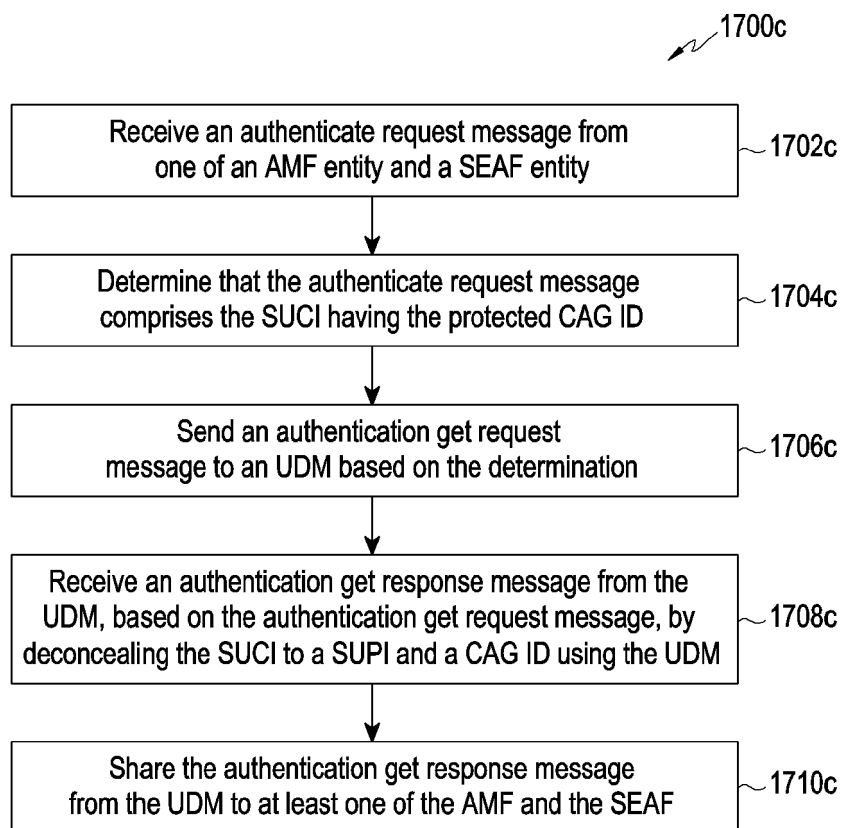 1700c
Receive an authenticate request message from
one of an AMF entity and a SEAF entity
1702c
Determine that the authenticate request message
comprises the SUCI having the protected CAG ID
1704c
Send an authentication get request
message to an UDM based on the determination
1706c
Receive an authentication get response message from the
UDM, based on the authentication get request message, by
deconcealing the SUCI to a SUPI and a CAG ID using the UDM
1708c
Share the authentication get response message
from the UDM to at least one of the AMF and the SEAF
1710c